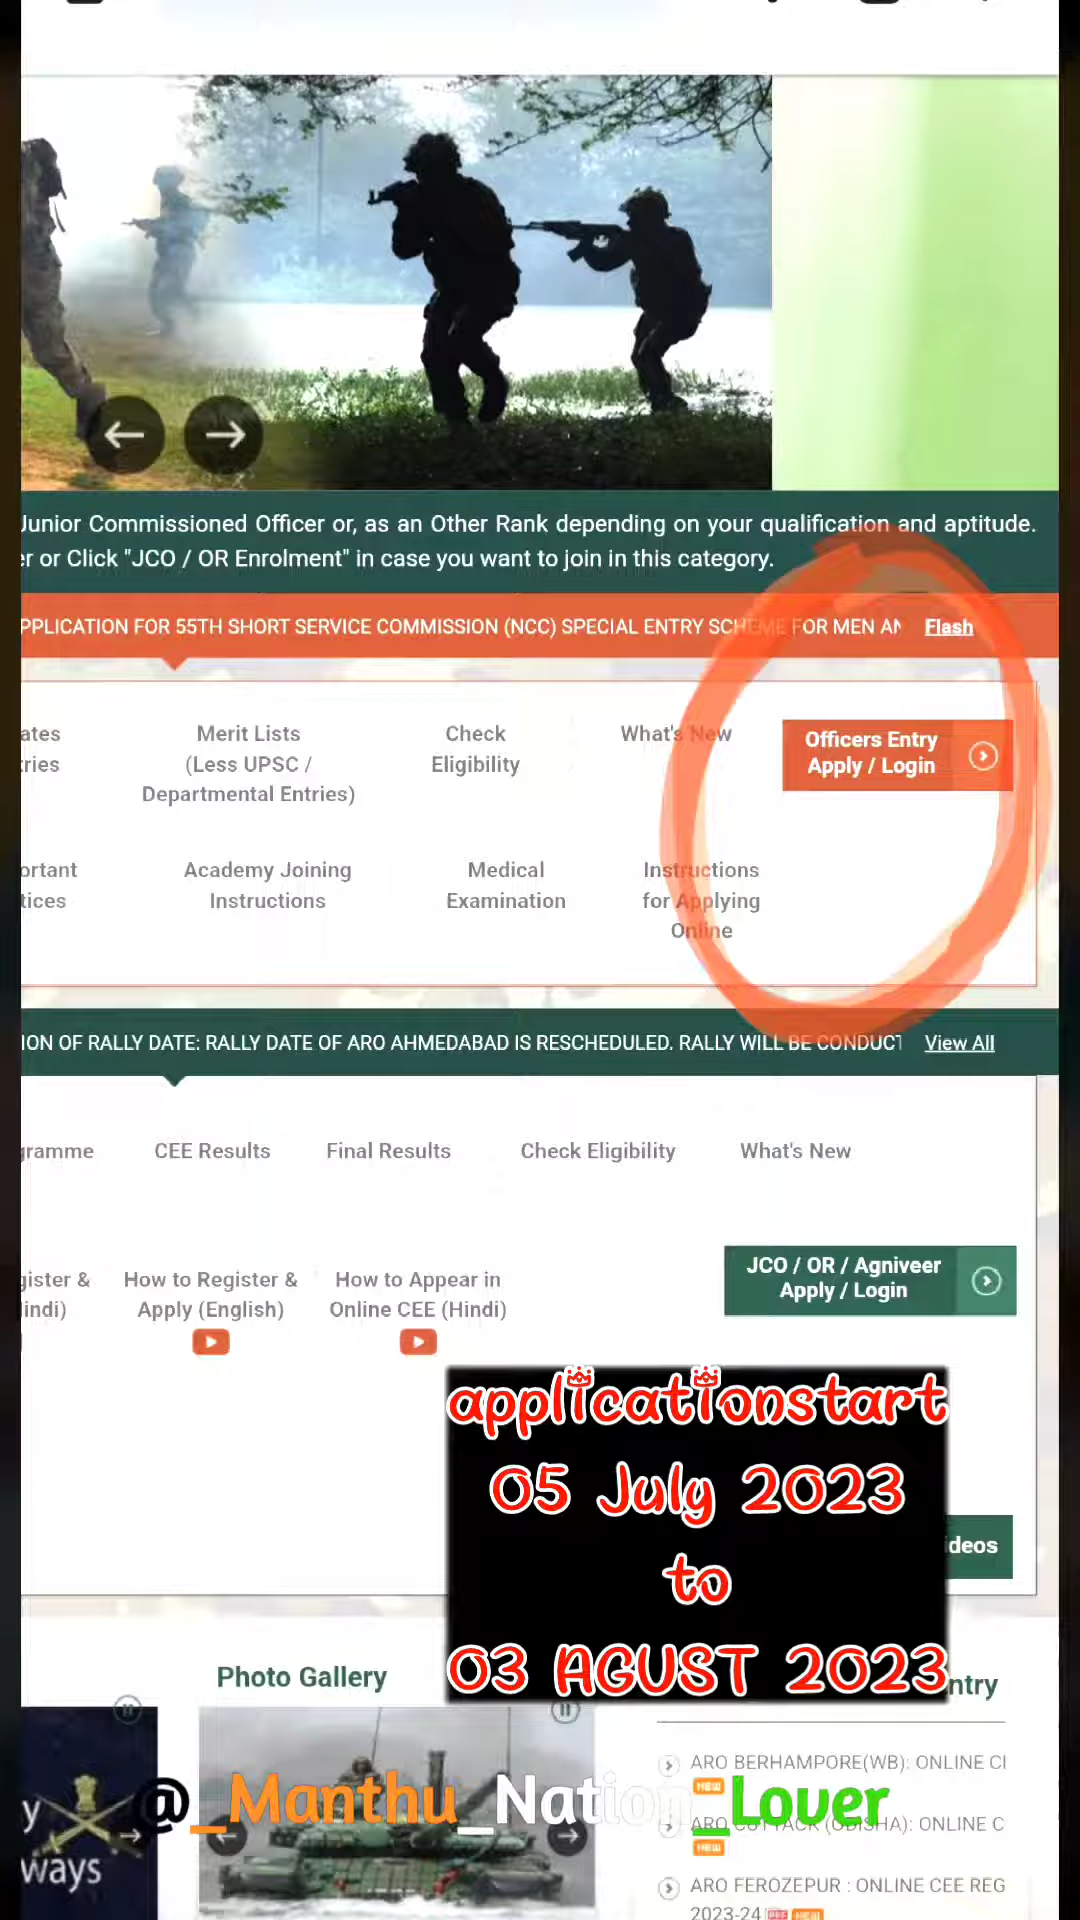 Junior Commissioned Officer or, as an Other Rank depending on your qualification and aptitude.
er or Click "JCO / OR Enrolment" in case you want to join in this category.
PPLICATION FOR 55TH SHORT SERVICE COMMISSION (NCC) SPECIAL ENTRY SCHEME FOR MEN AN Flash
ates
Merit Lists
Check
What's New
Officers Entry
ries
(Less UPSC /
Eligibility
Apply / Login
Departmental Entries)
ortant
Academy Joining
Medical
Instructions
tices
Instructions
Examination
for Applying
Online
ION OF RALLY DATE: RALLY DATE OF ARO AHMEDABAD IS RESCHEDULED. RALLY WILL BE CONDUCT View All
gramme
CEE Results
Final Results
Check Eligibility
What's New
JCO / OR / Agniveer
Apply / Login
gister &
How to Register &
How to Appear in
indi)
Apply (English)
Online CEE (Hindi)
applicationstart
05 July 2023
to
03 AGUST 2023
ideos
Photo Gallery
ntry
ARO BERHAMPORE(WB): ONLINE CE
NEW
@_Manthu_Nation_Lover
y
ways
ARO CUTTACK (ODISHA): ONLINE C
NEW
ARO FEROZEPUR : ONLINE CEE REG
2023-24 NEW